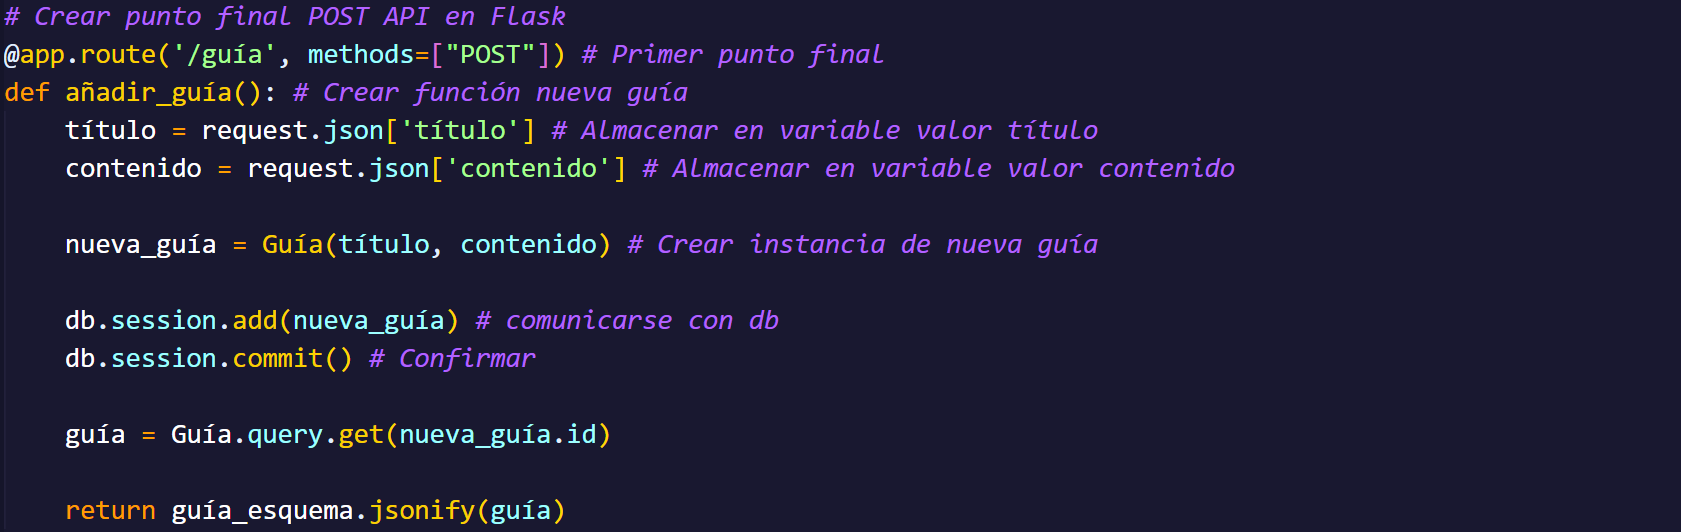 # Crear punto final POST API en Flask
@app.route('/guía', methods=["POST"]) # Primer punto final
def añadir_guía(): # Crear función nueva guía
    título = request.json['título'] # Almacenar en variable valor título
    contenido = request.json['contenido'] # Almacenar en variable valor contenido
    nueva_guía = Guía(título, contenido) # Crear instancia de nueva guía
    db.session.add(nueva_guía) # comunicarse con db
    db.session.commit() # Confirmar
    guía = Guía.query.get(nueva_guía.id)
    return guía_esquema.jsonify(guía)